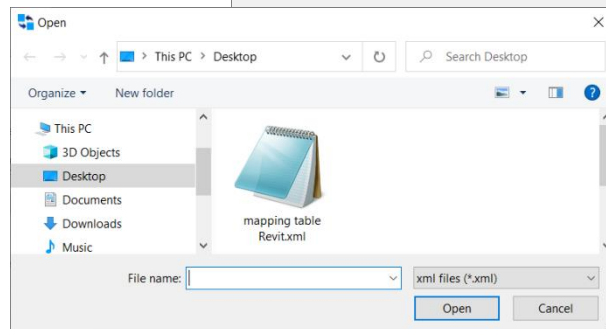 Open
This PC > Desktop
Search Desktop
Organize
New folder
This PC
3D Objects
Desktop
Documents
Downloads
Music
mapping table
Revit.xml
File name:
xml files (*.xml)
Open
Cancel